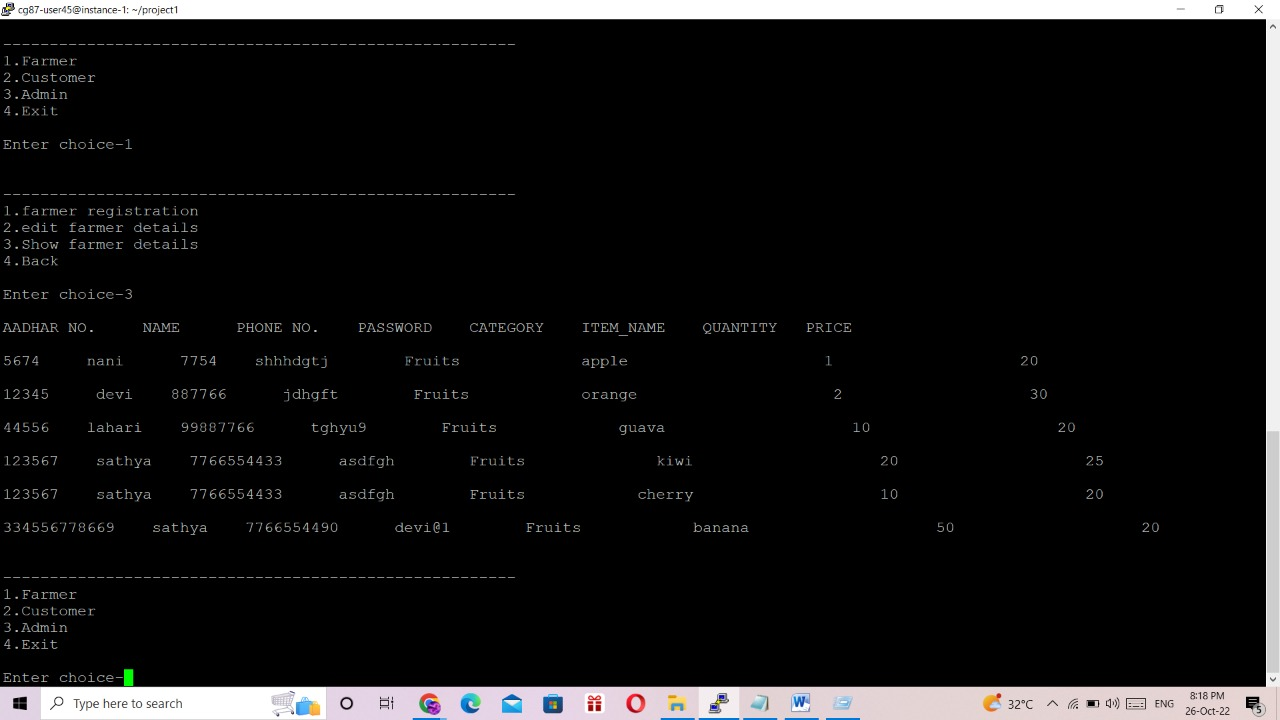 cg87-user45@instance-1: ~/project1
-------------------------------------------------------
1.Farmer
2.Customer
3.Admin
4.Exit
Enter choice-1
-------------------------------------------------------
1.farmer registration
2.edit farmer details
3.Show farmer details
4.Back
Enter choice-3
AADHAR NO. NAME PHONE NO. PASSWORD CATEGORY ITEM_NAME QUANTITY PRICE
5674 nani 7754 shhhdgtj Fruits apple 1 20
12345 devi 887766 jdhgft Fruits orange 2 30
44556 lahari 99887766 tghyu9 Fruits guava 10 20
123567 sathya 7766554433 asdfgh Fruits kiwi 20 25
123567 sathya 7766554433 asdfgh Fruits cherry 10 20
334556778669 sathya 7766554490 devi@1 Fruits banana 50 20
-------------------------------------------------------
1.Farmer
2.Customer
3.Admin
4.Exit
Enter choice-
Type here to search
32°C
ENG
8:18 PM
26-Oct-22
5